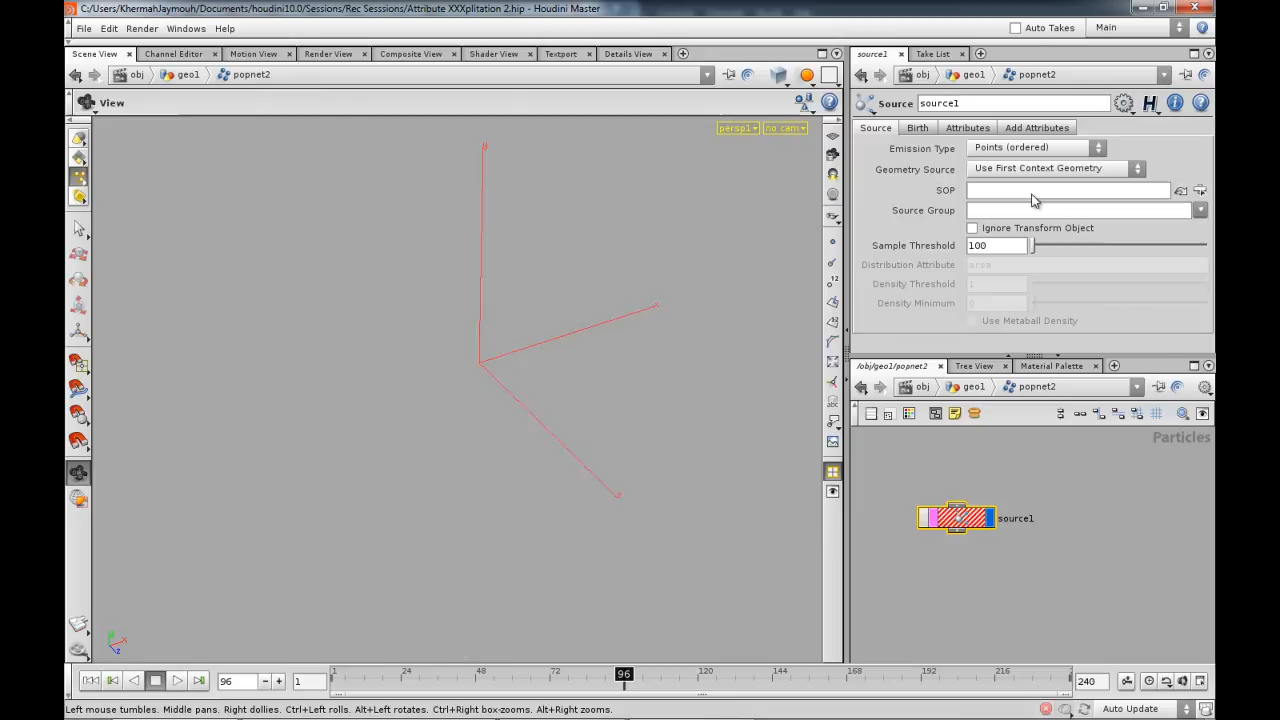 C:/Users/KhermahJaymouh/Documents/houdini10.0/Sessions/Rec Sesssions/Attribute XXXplitation 2.hip - Houdini Master
File Edit Render Windows Help
Auto Takes Main
Scene View Channel Editor Motion View Render View Composite View Shader View Textport Details View
source1 Take List
obj geo1 popnet2
obj geo1 popnet2
View
Source source1
persp1 no cam
Source Birth Attributes Add Attributes
Emission Type Points (ordered)
Geometry Source Use First Context Geometry
SOP
Source Group
Ignore Transform Object
Sample Threshold 100
Distribution Attribute area
Density Threshold 1
Density Minimum 0
Use Metaball Density
/obj/geo1/popnet2 Tree View Material Palette
obj geo1 popnet2
Particles
source1
1 24 48 72 96 120 144 168 192 216
96 1 240
Left mouse tumbles. Middle pans. Right dollies. Ctrl+Left rolls. Alt+Left rotates. Ctrl+Right box-zooms. Alt+Right zooms.
Auto Update